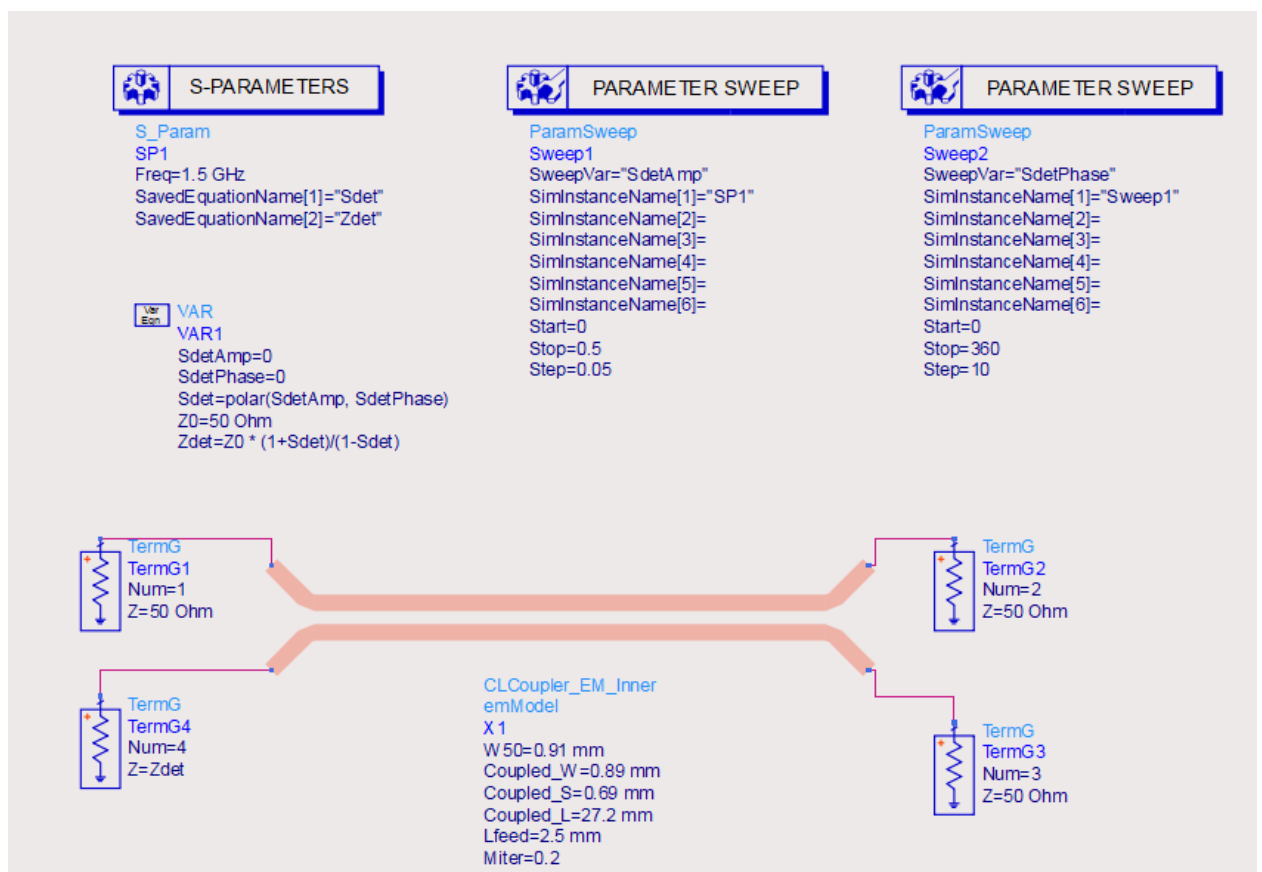 S-PARAMETERS
S_Param
SP1
Freq=1.5 GHz
SavedEquationName[1]="Sdet"
SavedEquationName[2]="Zdet"
PARAMETER SWEEP
ParamSweep
Sweep1
SweepVar="SdetAmp"
SimInstanceName[1]="SP1"
SimInstanceName[2]=
SimInstanceName[3]=
SimInstanceName[4]=
SimInstanceName[5]=
SimInstanceName[6]=
Start=0
Stop=0.5
Step=0.05
PARAMETER SWEEP
ParamSweep
Sweep2
SweepVar="SdetPhase"
SimInstanceName[1]="Sweep1"
SimInstanceName[2]=
SimInstanceName[3]=
SimInstanceName[4]=
SimInstanceName[5]=
SimInstanceName[6]=
Start=0
Stop=360
Step=10
Var
Eqn
VAR
VAR1
SdetAmp=0
SdetPhase=0
Sdet=polar(SdetAmp, SdetPhase)
Z0=50 Ohm
Zdet=Z0 * (1+Sdet)/(1-Sdet)
TermG
TermG1
Num=1
Z=50 Ohm
TermG
TermG2
Num=2
Z=50 Ohm
TermG
TermG4
Num=4
Z=Zdet
CLCoupler_EM_Inner
emModel
X1
W50=0.91 mm
Coupled_W=0.89 mm
Coupled_S=0.69 mm
Coupled_L=27.2 mm
Lfeed=2.5 mm
Miter=0.2
TermG
TermG3
Num=3
Z=50 Ohm